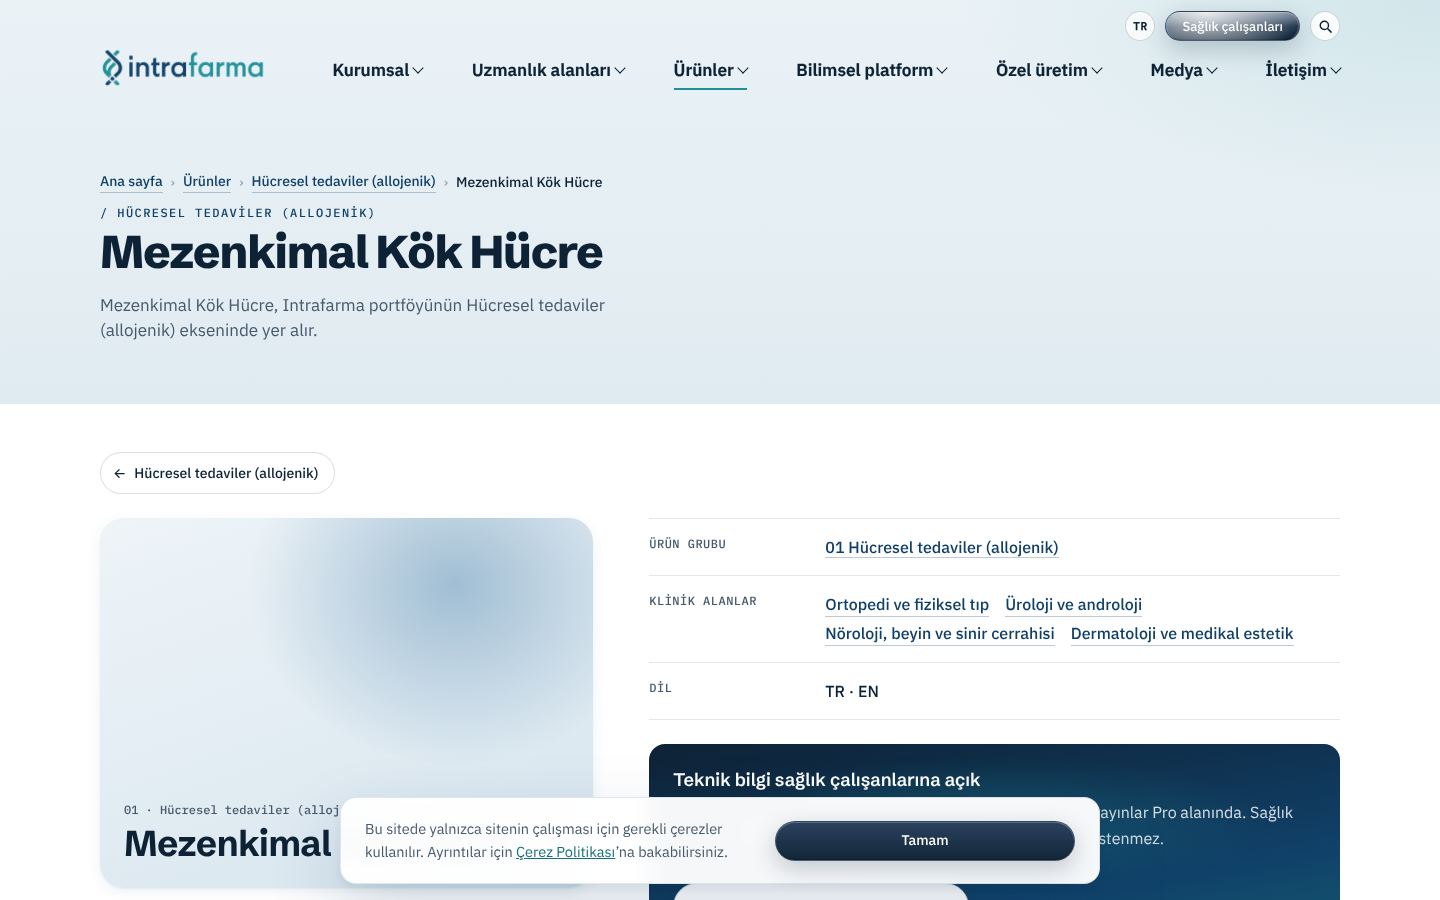 TR
Sağlık çalışanları
intrafarma
Kurumsal
Uzmanlık alanları
Ürünler
Bilimsel platform
Özel üretim
Medya
İletişim
Ana sayfa › Ürünler › Hücresel tedaviler (allojenik) › Mezenkimal Kök Hücre
/ HÜCRESEL TEDAVİLER (ALLOJENİK)
Mezenkimal Kök Hücre
Mezenkimal Kök Hücre, Intrafarma portföyünün Hücresel tedaviler
(allojenik) ekseninde yer alır.
← Hücresel tedaviler (allojenik)
01 · Hücresel tedaviler (alloj
Mezenkimal
ÜRÜN GRUBU
01 Hücresel tedaviler (allojenik)
KLİNİK ALANLAR
Ortopedi ve fiziksel tıp
Üroloji ve androloji
Nöroloji, beyin ve sinir cerrahisi
Dermatoloji ve medikal estetik
DİL
TR · EN
Teknik bilgi sağlık çalışanlarına açık
ayınlar Pro alanında. Sağlık
stenmez.
Bu sitede yalnızca sitenin çalışması için gerekli çerezler
kullanılır. Ayrıntılar için Çerez Politikası’na bakabilirsiniz.
Tamam